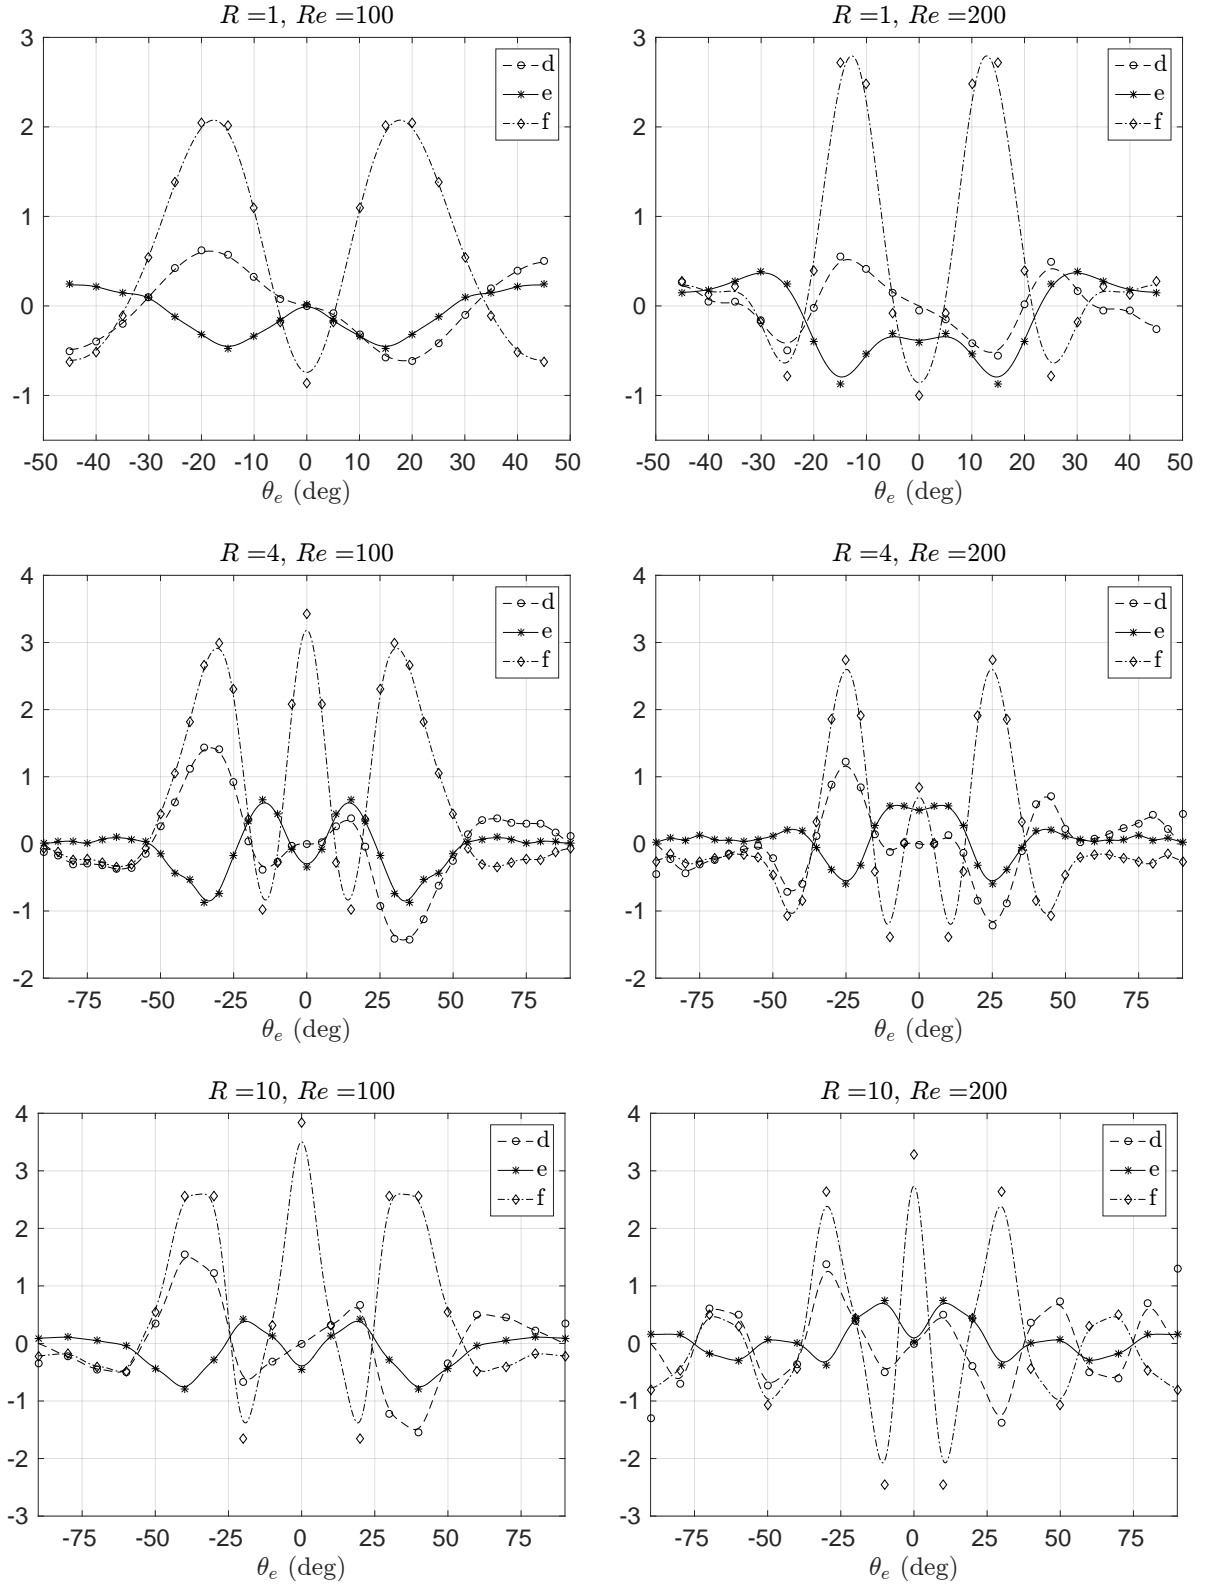 R =1, Re =100
3
2
1
0
-1
-50 -40 -30 -20 -10 0 10 20 30 40 50
θe (deg)
d
e
f
R =1, Re =200
3
2
1
0
-1
-50 -40 -30 -20 -10 0 10 20 30 40 50
θe (deg)
d
e
f
R =4, Re =100
4
3
2
1
0
-1
-2
-75 -50 -25 0 25 50 75
θe (deg)
d
e
f
R =4, Re =200
4
3
2
1
0
-1
-2
-75 -50 -25 0 25 50 75
θe (deg)
d
e
f
R =10, Re =100
4
3
2
1
0
-1
-2
-3
-75 -50 -25 0 25 50 75
θe (deg)
d
e
f
R =10, Re =200
4
3
2
1
0
-1
-2
-3
-75 -50 -25 0 25 50 75
θe (deg)
d
e
f